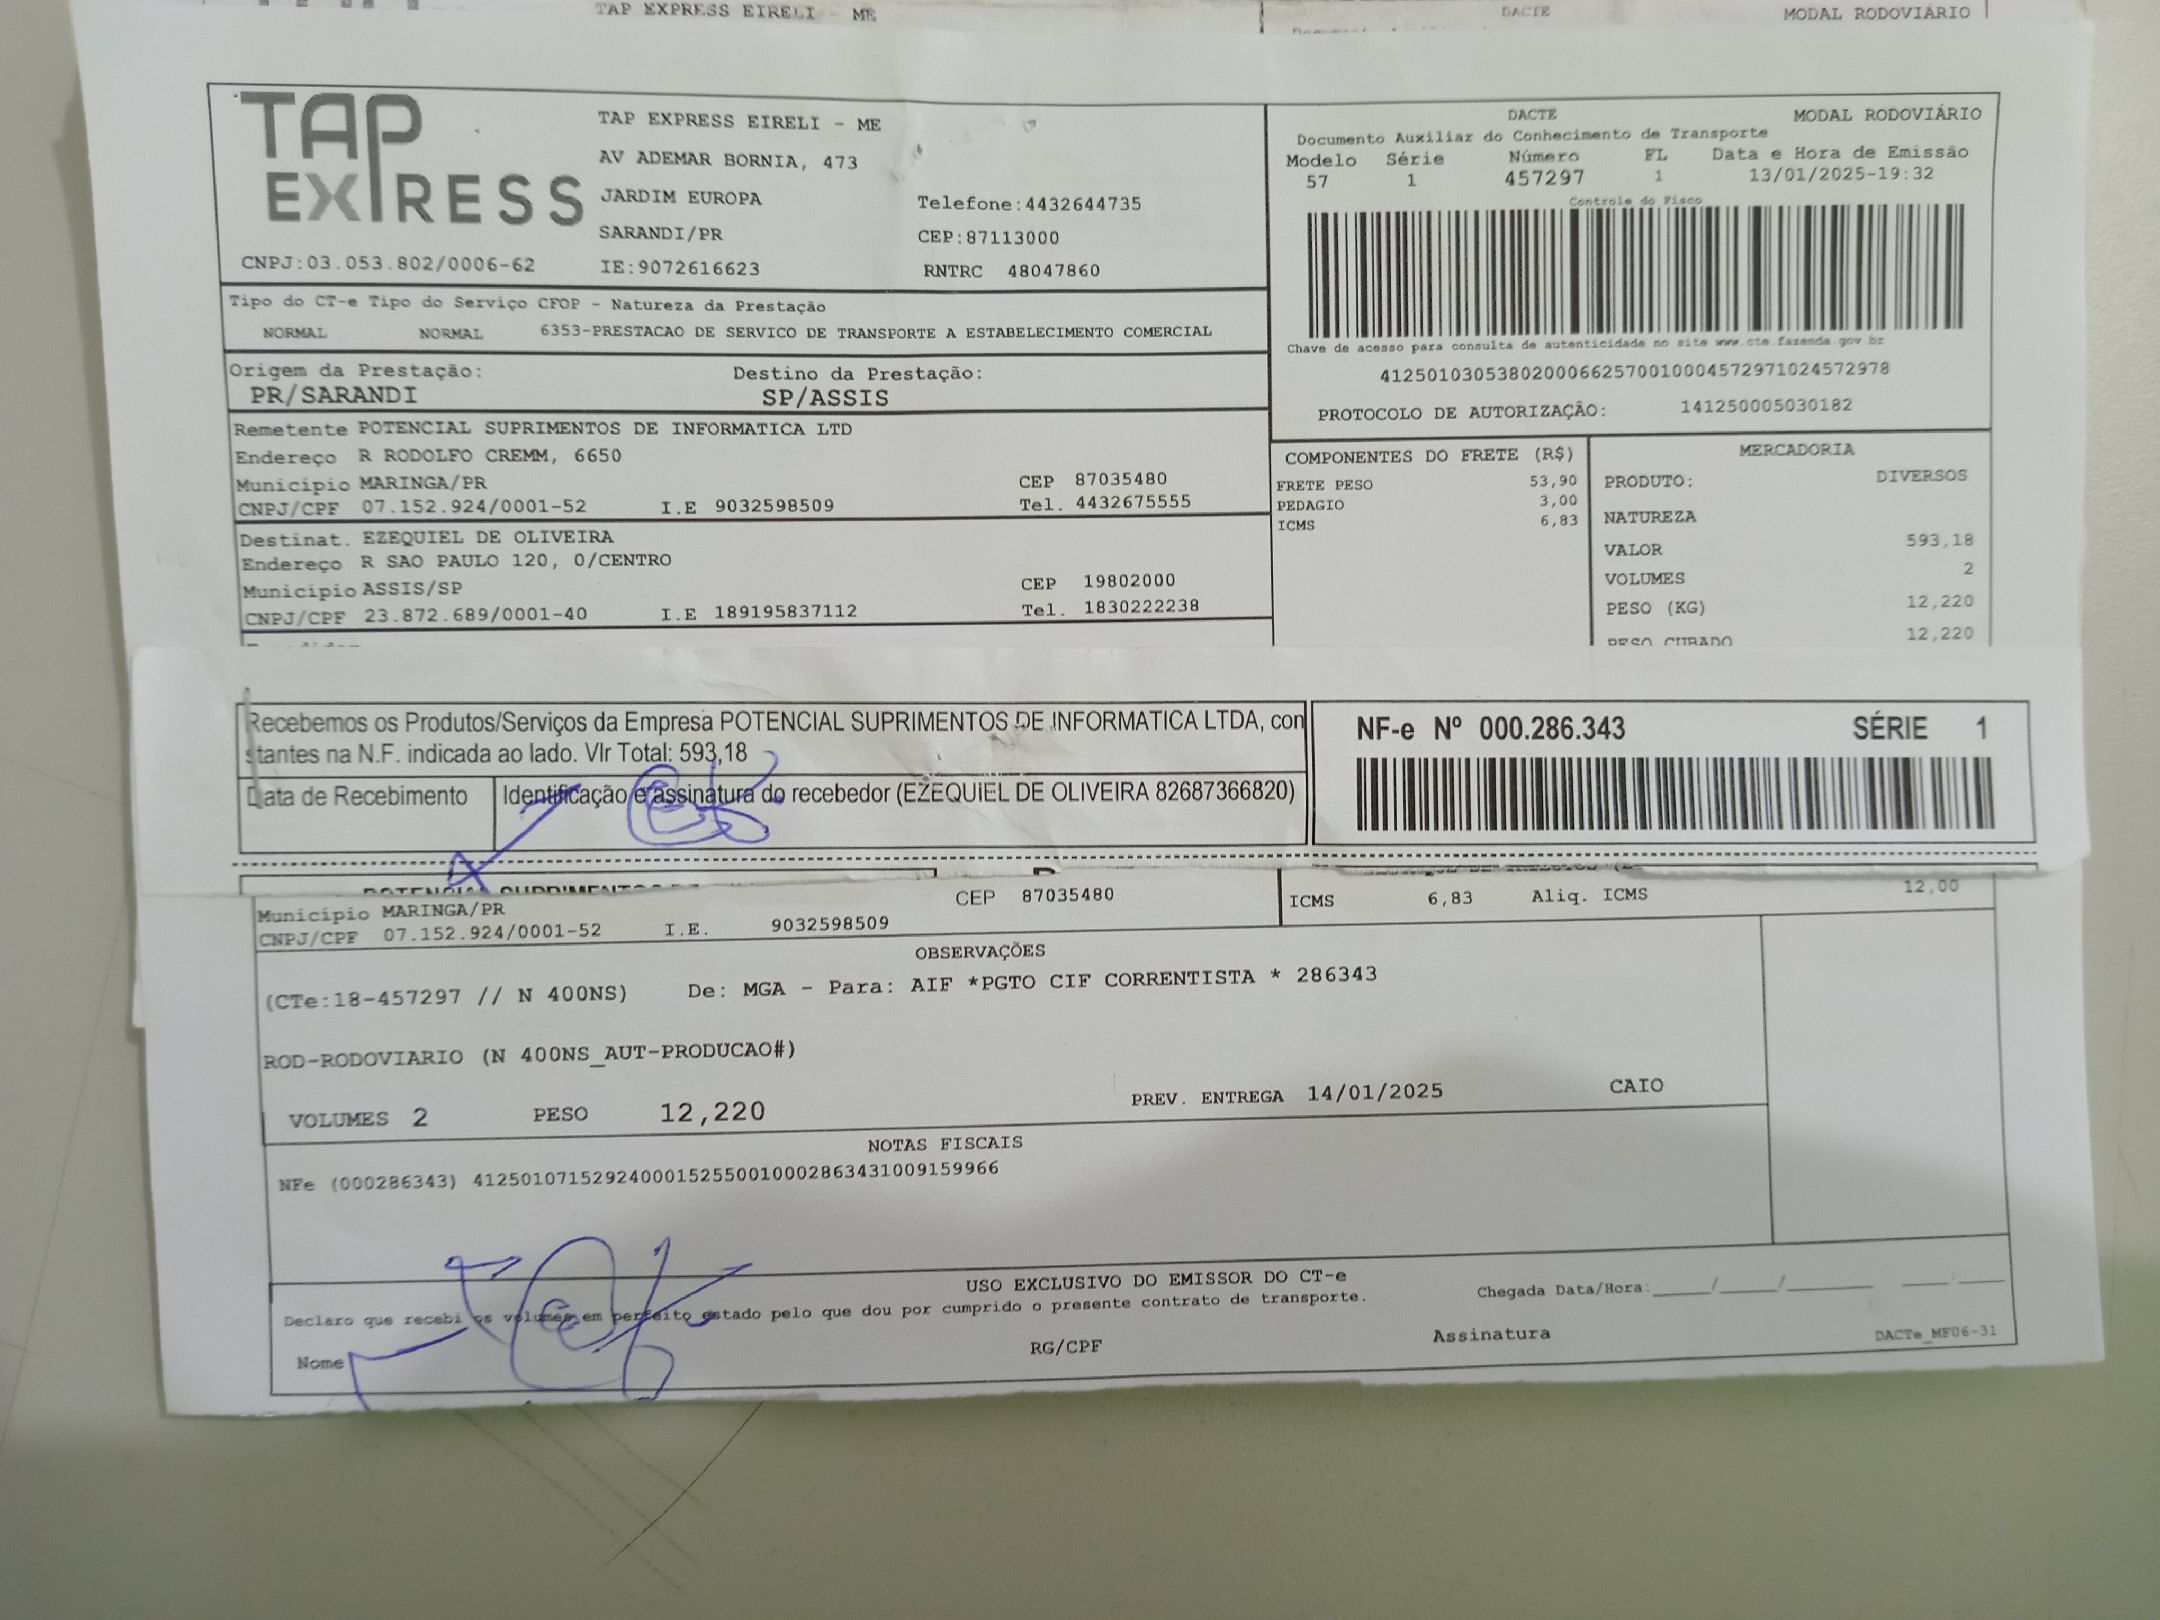 TAP EXPRESS EIRELI - ME
DACTE
MODAL RODOVIÁRIO
TAP EXPRESS
TAP EXPRESS EIRELI - ME
AV ADEMAR BORNIA, 473
JARDIM EUROPA
Telefone:4432644735
SARANDI/PR
CEP:87113000
CNPJ:03.053.802/0006-62
IE:9072616623
RNTRC 48047860
DACTE
MODAL RODOVIÁRIO
Documento Auxiliar do Conhecimento de Transporte
Modelo Série Número FL Data e Hora de Emissão
57 1 457297 1 13/01/2025-19:32
Controle do Fisco
Chave de acesso para consulta de autenticidade no site www.cte.fazenda.gov.br
41250103053802000662570010004572971024572978
PROTOCOLO DE AUTORIZAÇÃO: 141250005030182
Tipo do CT-e Tipo do Serviço CFOP - Natureza da Prestação
NORMAL NORMAL 6353-PRESTACAO DE SERVICO DE TRANSPORTE A ESTABELECIMENTO COMERCIAL
Origem da Prestação: Destino da Prestação:
PR/SARANDI SP/ASSIS
Remetente POTENCIAL SUPRIMENTOS DE INFORMATICA LTD
Endereço R RODOLFO CREMM, 6650
Município MARINGA/PR CEP 87035480
CNPJ/CPF 07.152.924/0001-52 I.E 9032598509 Tel. 4432675555
Destinat. EZEQUIEL DE OLIVEIRA
Endereço R SAO PAULO 120, 0/CENTRO
Município ASSIS/SP CEP 19802000
CNPJ/CPF 23.872.689/0001-40 I.E 189195837112 Tel. 1830222238
COMPONENTES DO FRETE (R$)
FRETE PESO 53,90
PEDAGIO 3,00
ICMS 6,83
MERCADORIA
PRODUTO: DIVERSOS
NATUREZA
VALOR 593,18
VOLUMES 2
PESO (KG) 12,220
PESO CUBADO 12,220
Recebemos os Produtos/Serviços da Empresa POTENCIAL SUPRIMENTOS DE INFORMATICA LTDA, con
stantes na N.F. indicada ao lado. Vlr Total: 593,18
Data de Recebimento
Identificação e assinatura do recebedor (EZEQUIEL DE OLIVEIRA 82687366820)
NF-e Nº 000.286.343 SÉRIE 1
Município MARINGA/PR CEP 87035480
CNPJ/CPF 07.152.924/0001-52 I.E. 9032598509
ICMS 6,83 Aliq. ICMS 12,00
OBSERVAÇÕES
(CTe:18-457297 // N 400NS) De: MGA - Para: AIF *PGTO CIF CORRENTISTA * 286343
ROD-RODOVIARIO (N 400NS_AUT-PRODUCAO#)
VOLUMES 2 PESO 12,220 PREV. ENTREGA 14/01/2025 CAIO
NOTAS FISCAIS
NFe (000286343) 41250107152924000152550010002863431009159966
USO EXCLUSIVO DO EMISSOR DO CT-e
Declaro que recebi os volumes em perfeito estado pelo que dou por cumprido o presente contrato de transporte.
Chegada Data/Hora:____/____/______ ___:___
Nome RG/CPF Assinatura
DACTe_MF06-31